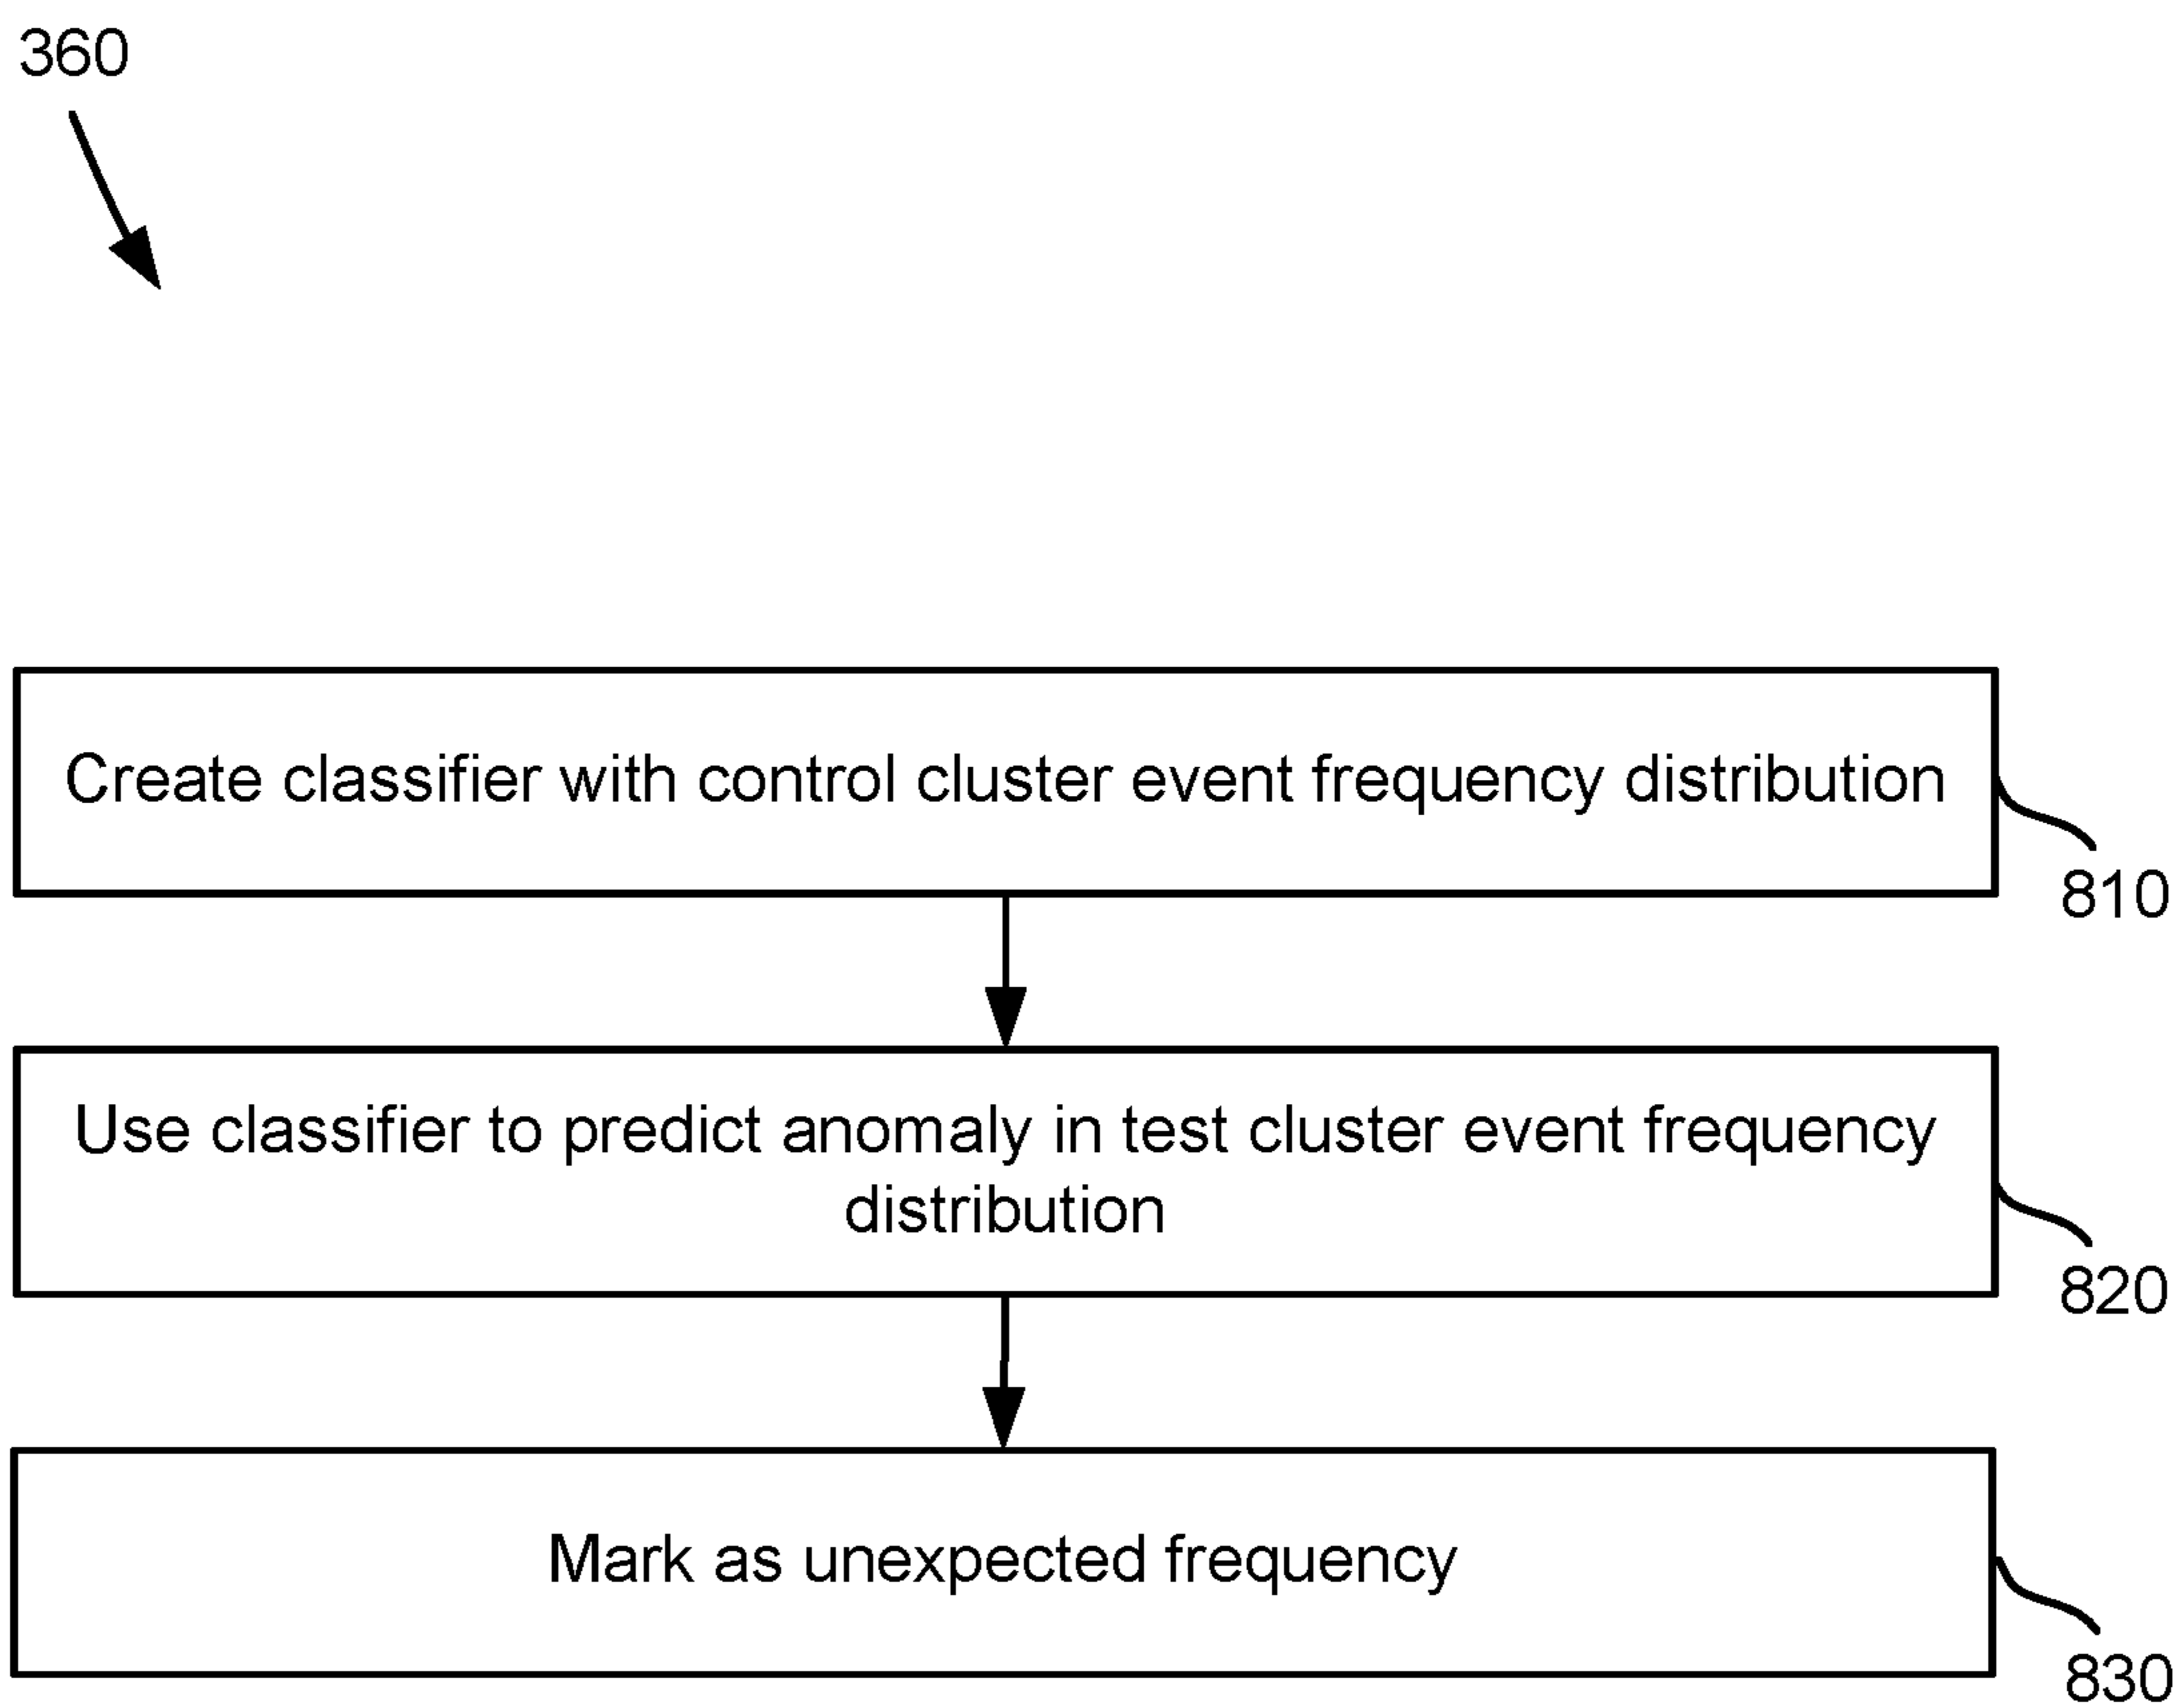 360
Create classifier with control cluster event frequency distribution
810
Use classifier to predict anomaly in test cluster event frequency
distribution
820
Mark as unexpected frequency
830